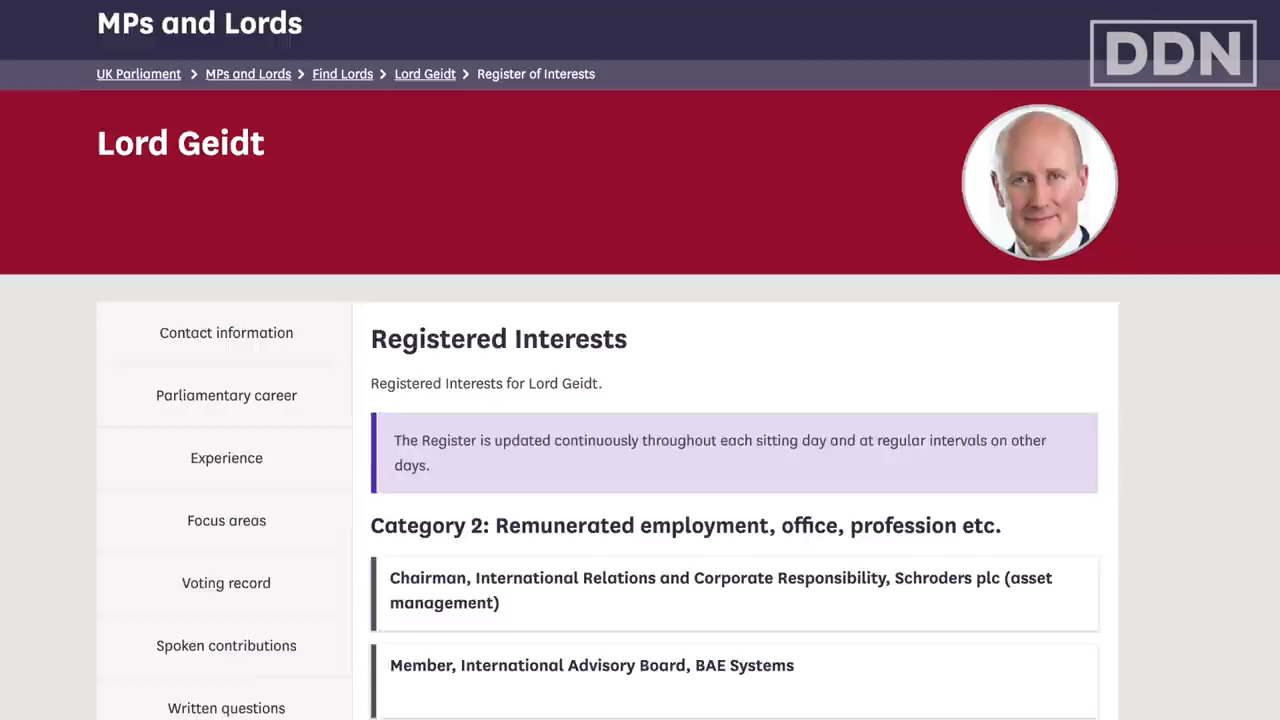 MPs and Lords
DDN
UK Parliament > MPs and Lords > Find Lords > Lord Geidt > Register of Interests
Lord Geidt
Contact information
Parliamentary career
Experience
Focus areas
Voting record
Spoken contributions
Written questions
Registered Interests
Registered Interests for Lord Geidt.
The Register is updated continuously throughout each sitting day and at regular intervals on other
days.
Category 2: Remunerated employment, office, profession etc.
Chairman, International Relations and Corporate Responsibility, Schroders plc (asset
management)
Member, International Advisory Board, BAE Systems